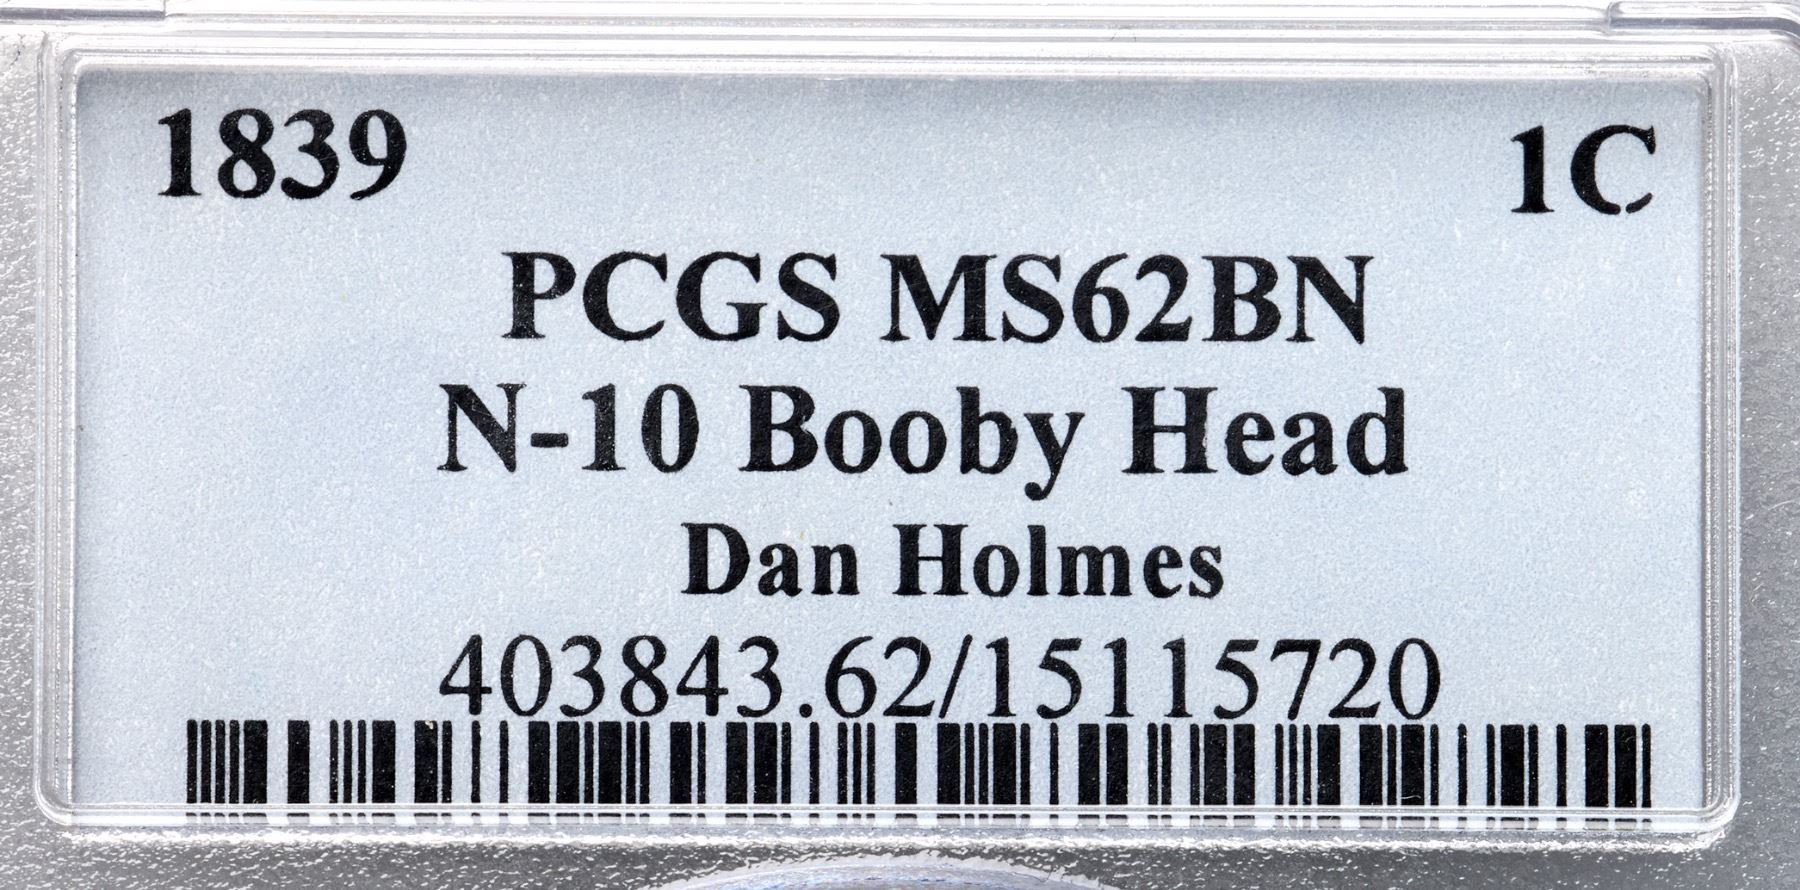 1839 1C
PCGS MS62BN
N-10 Booby Head
Dan Holmes
403843.62/15115720